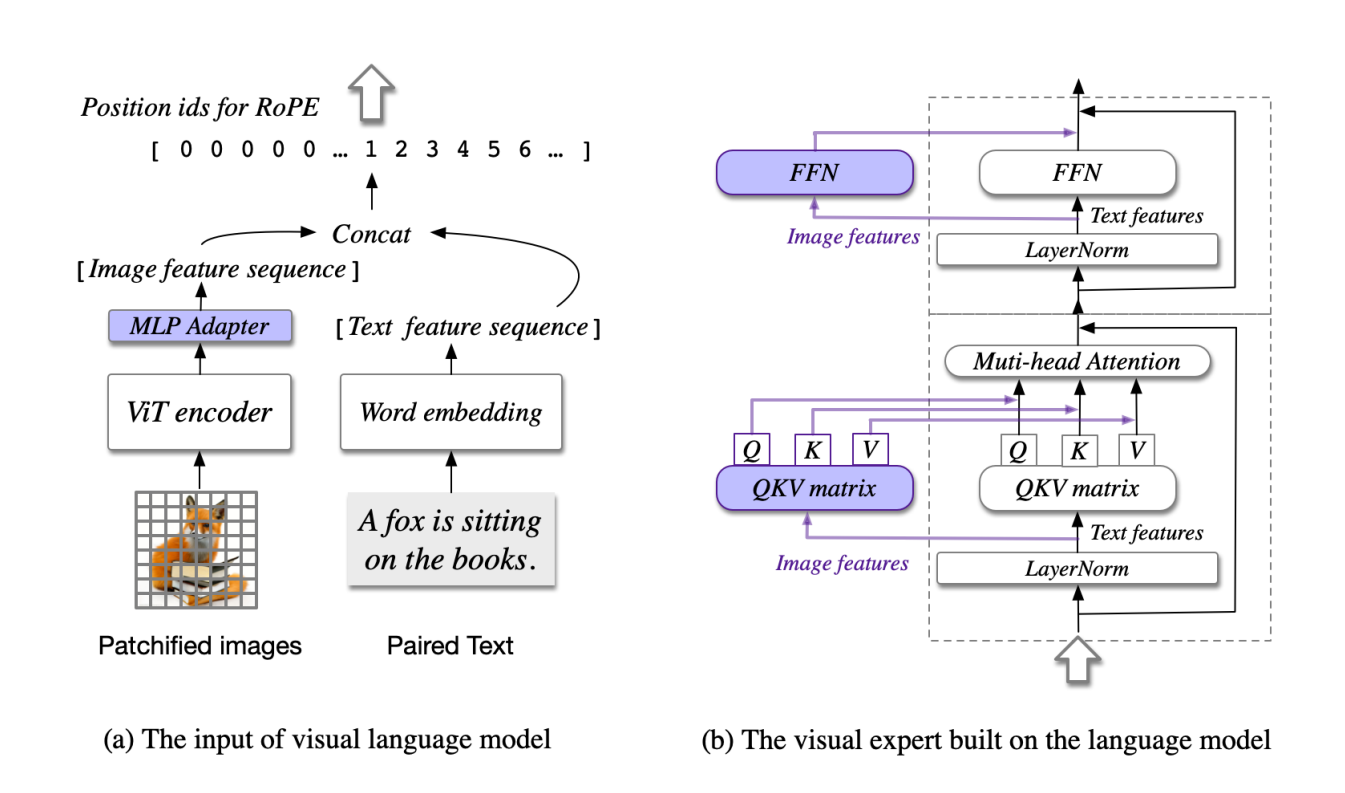 Position ids for RoPE
[ 0 0 0 0 0 … 1 2 3 4 5 6 … ]
Concat
[Image feature sequence]
MLP Adapter
[Text feature sequence]
ViT encoder
Word embedding
A fox is sitting
on the books.
Patchified images
Paired Text
(a) The input of visual language model
FFN
FFN
Text features
Image features
LayerNorm
Muti-head Attention
Q
K
V
Q
K
V
QKV matrix
QKV matrix
Text features
Image features
LayerNorm
(b) The visual expert built on the language model